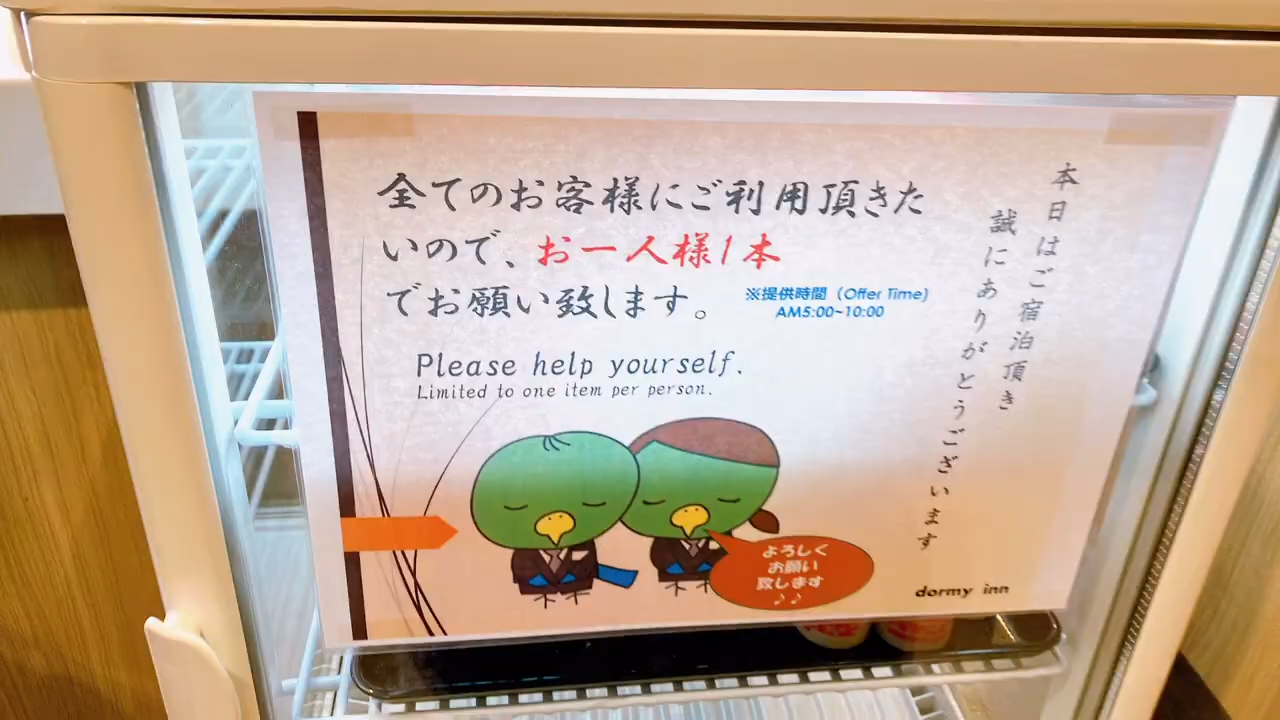 全てのお客様にご利用頂きた
いので、お一人様1本
でお願い致します。
※提供時間（Offer Time）
AM5:00~10:00
Please help yourself.
Limited to one item per person.
本日はご宿泊頂き
誠にありがとうございます
よろしく
お願い
致します
♪♪
dormy inn